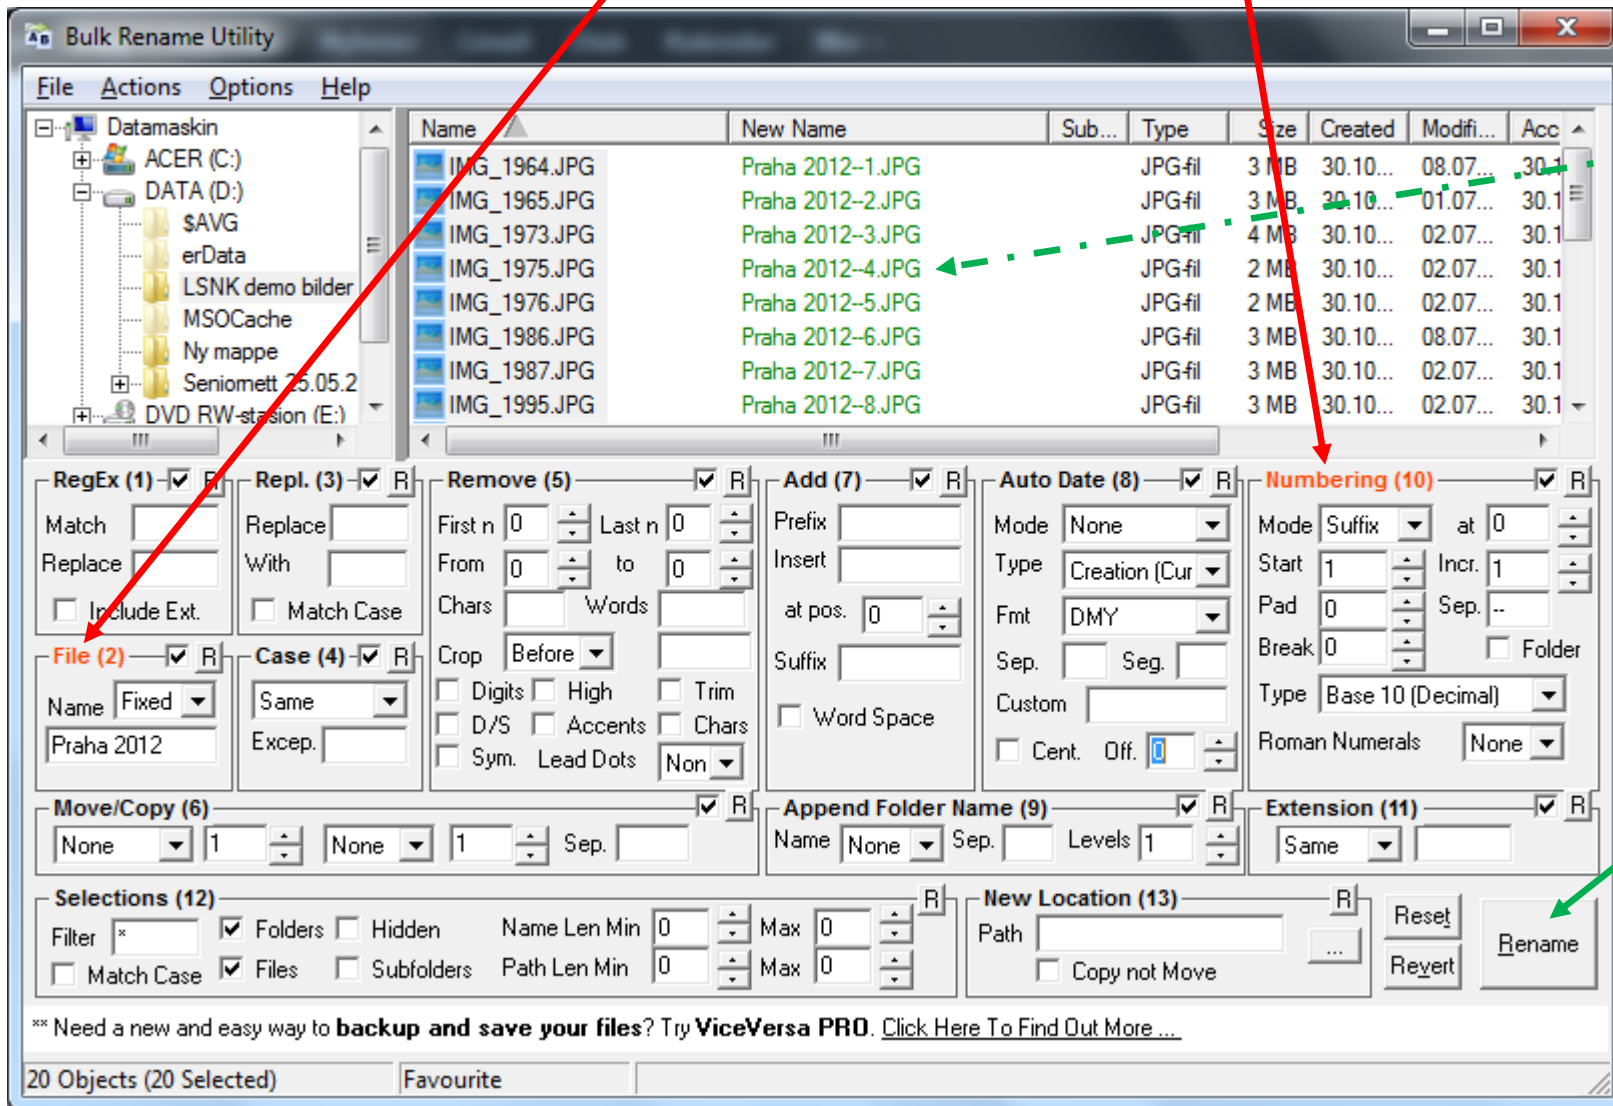 Bulk Rename Utility
File Actions Options Help
Datamaskin
ACER (C:)
DATA (D:)
$AVG
erData
LSNK demo bilder
MSOCache
Ny mappe
Seniornett 25.05.2
DVD RW-stasjon (E:)
Name New Name Sub... Type Size Created Modifi... Acc
IMG_1964.JPG Praha 2012--1.JPG JPG-fil 3 MB 30.10... 08.07... 30.1
IMG_1965.JPG Praha 2012--2.JPG JPG-fil 3 MB 30.10... 01.07... 30.1
IMG_1973.JPG Praha 2012--3.JPG JPG-fil 4 MB 30.10... 02.07... 30.1
IMG_1975.JPG Praha 2012--4.JPG JPG-fil 2 MB 30.10... 02.07... 30.1
IMG_1976.JPG Praha 2012--5.JPG JPG-fil 2 MB 30.10... 02.07... 30.1
IMG_1986.JPG Praha 2012--6.JPG JPG-fil 3 MB 30.10... 08.07... 30.1
IMG_1987.JPG Praha 2012--7.JPG JPG-fil 3 MB 30.10... 02.07... 30.1
IMG_1995.JPG Praha 2012--8.JPG JPG-fil 3 MB 30.10... 02.07... 30.1
RegEx (1) R
Match
Replace
Include Ext.
Repl. (3) R
Replace
With
Match Case
Remove (5) R
First n 0 Last n 0
From 0 to 0
Chars Words
Crop Before
Digits High Trim
D/S Accents Chars
Sym. Lead Dots Non
Add (7) R
Prefix
Insert
at pos. 0
Suffix
Word Space
Auto Date (8) R
Mode None
Type Creation (Cur
Fmt DMY
Sep. Seg.
Custom
Cent. Off. 0
Numbering (10) R
Mode Suffix at 0
Start 1 Incr. 1
Pad 0 Sep. --
Break 0 Folder
Type Base 10 (Decimal)
Roman Numerals None
File (2) R
Name Fixed
Praha 2012
Case (4) R
Same
Excep.
Move/Copy (6) R
None 1 None 1 Sep.
Append Folder Name (9) R
Name None Sep. Levels 1
Extension (11) R
Same
Selections (12) R
Filter * Folders Hidden Name Len Min 0 Max 0
Match Case Files Subfolders Path Len Min 0 Max 0
New Location (13) R
Path ...
Copy not Move
Reset
Revert
Rename
** Need a new and easy way to backup and save your files? Try ViceVersa PRO. Click Here To Find Out More ...
20 Objects (20 Selected) Favourite